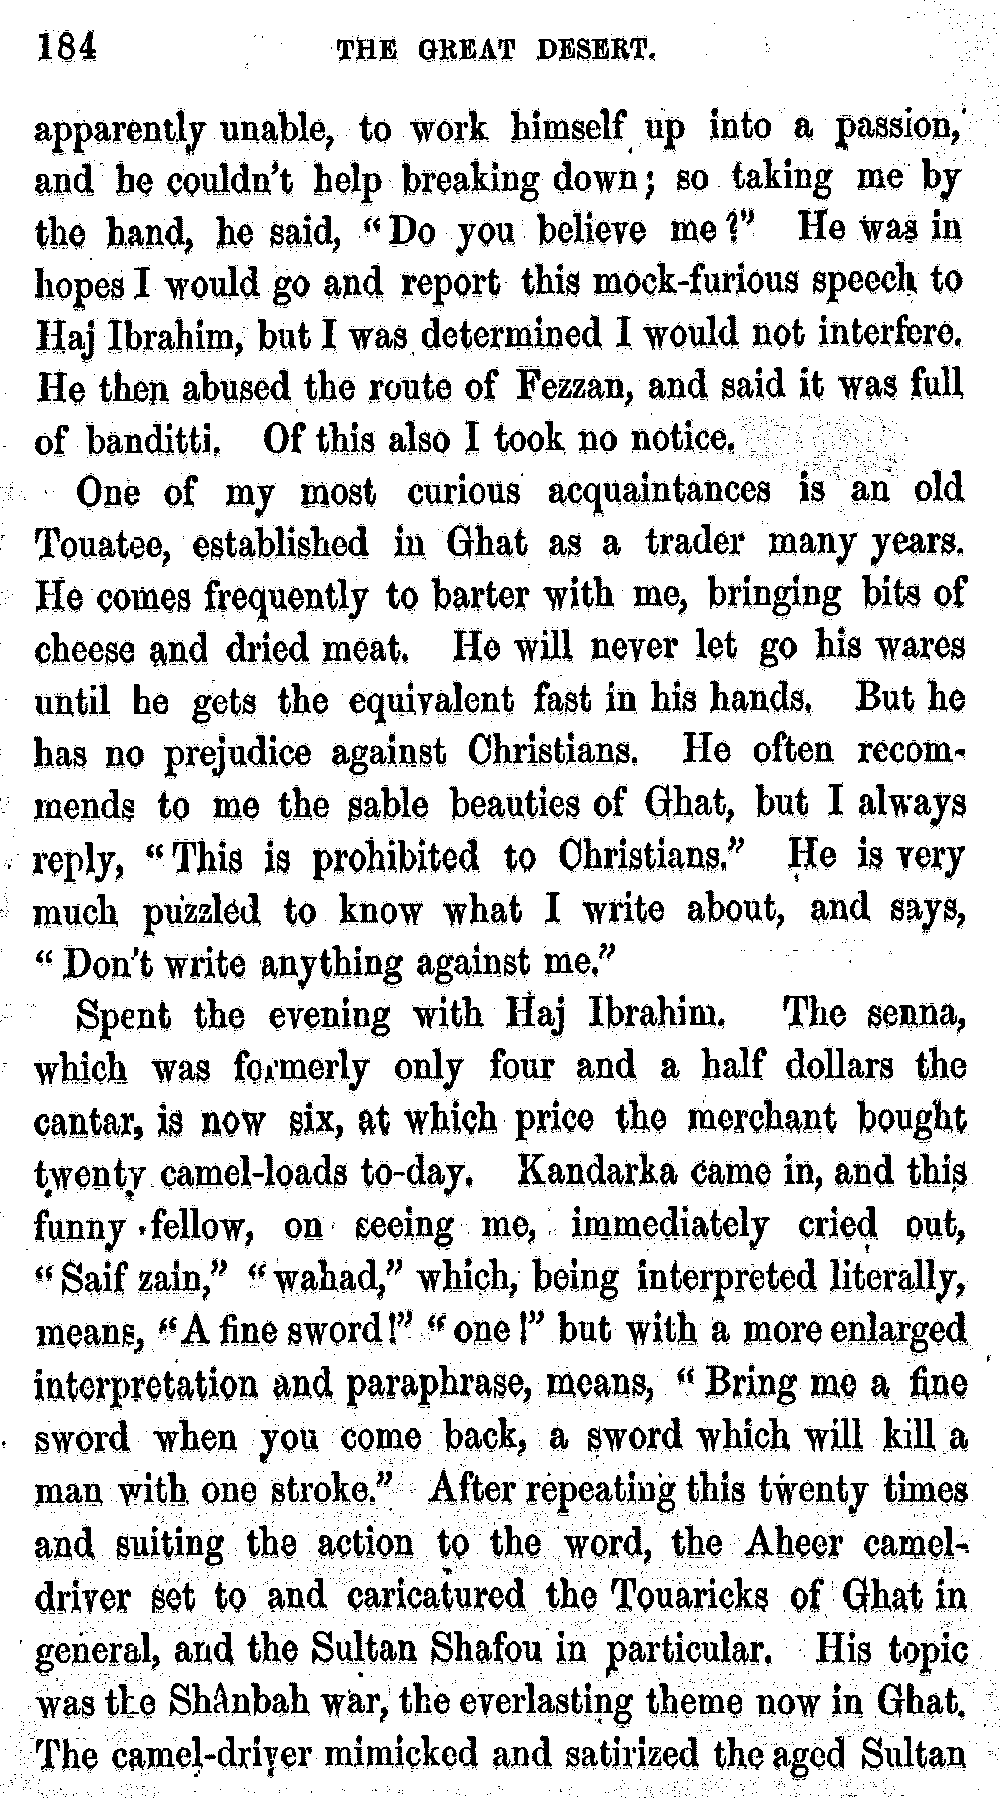 184 THE GREAT DESERT.
apparently unable, to work himself up into a passion,
and he couldn't help breaking down; so taking me by
the hand, he said, "Do you believe me?" He was in
hopes I would go and report this mock-furious speech to
Haj Ibrahim, but I was determined I would not interfere.
He then abused the route of Fezzan, and said it was full
of banditti. Of this also I took no notice.
One of my most curious acquaintances is an old
Touatee, established in Ghat as a trader many years.
He comes frequently to barter with me, bringing bits of
cheese and dried meat. He will never let go his wares
until he gets the equivalent fast in his hands. But he
has no prejudice against Christians. He often recom-
mends to me the sable beauties of Ghat, but I always
reply, "This is prohibited to Christians." He is very
much puzzled to know what I write about, and says,
"Don't write anything against me."
Spent the evening with Haj Ibrahim. The senna,
which was formerly only four and a half dollars the
cantar, is now six, at which price the merchant bought
twenty camel-loads to-day. Kandarka came in, and this
funny fellow, on seeing me, immediately cried out,
"Saif zain," "wahad," which, being interpreted literally,
means, "A fine sword!" "one!" but with a more enlarged
interpretation and paraphrase, means, "Bring me a fine
sword when you come back, a sword which will kill a
man with one stroke." After repeating this twenty times
and suiting the action to the word, the Aheer camel-
driver set to and caricatured the Touaricks of Ghat in
general, and the Sultan Shafou in particular. His topic
was the Shânbah war, the everlasting theme now in Ghat.
The camel-driver mimicked and satirized the aged Sultan